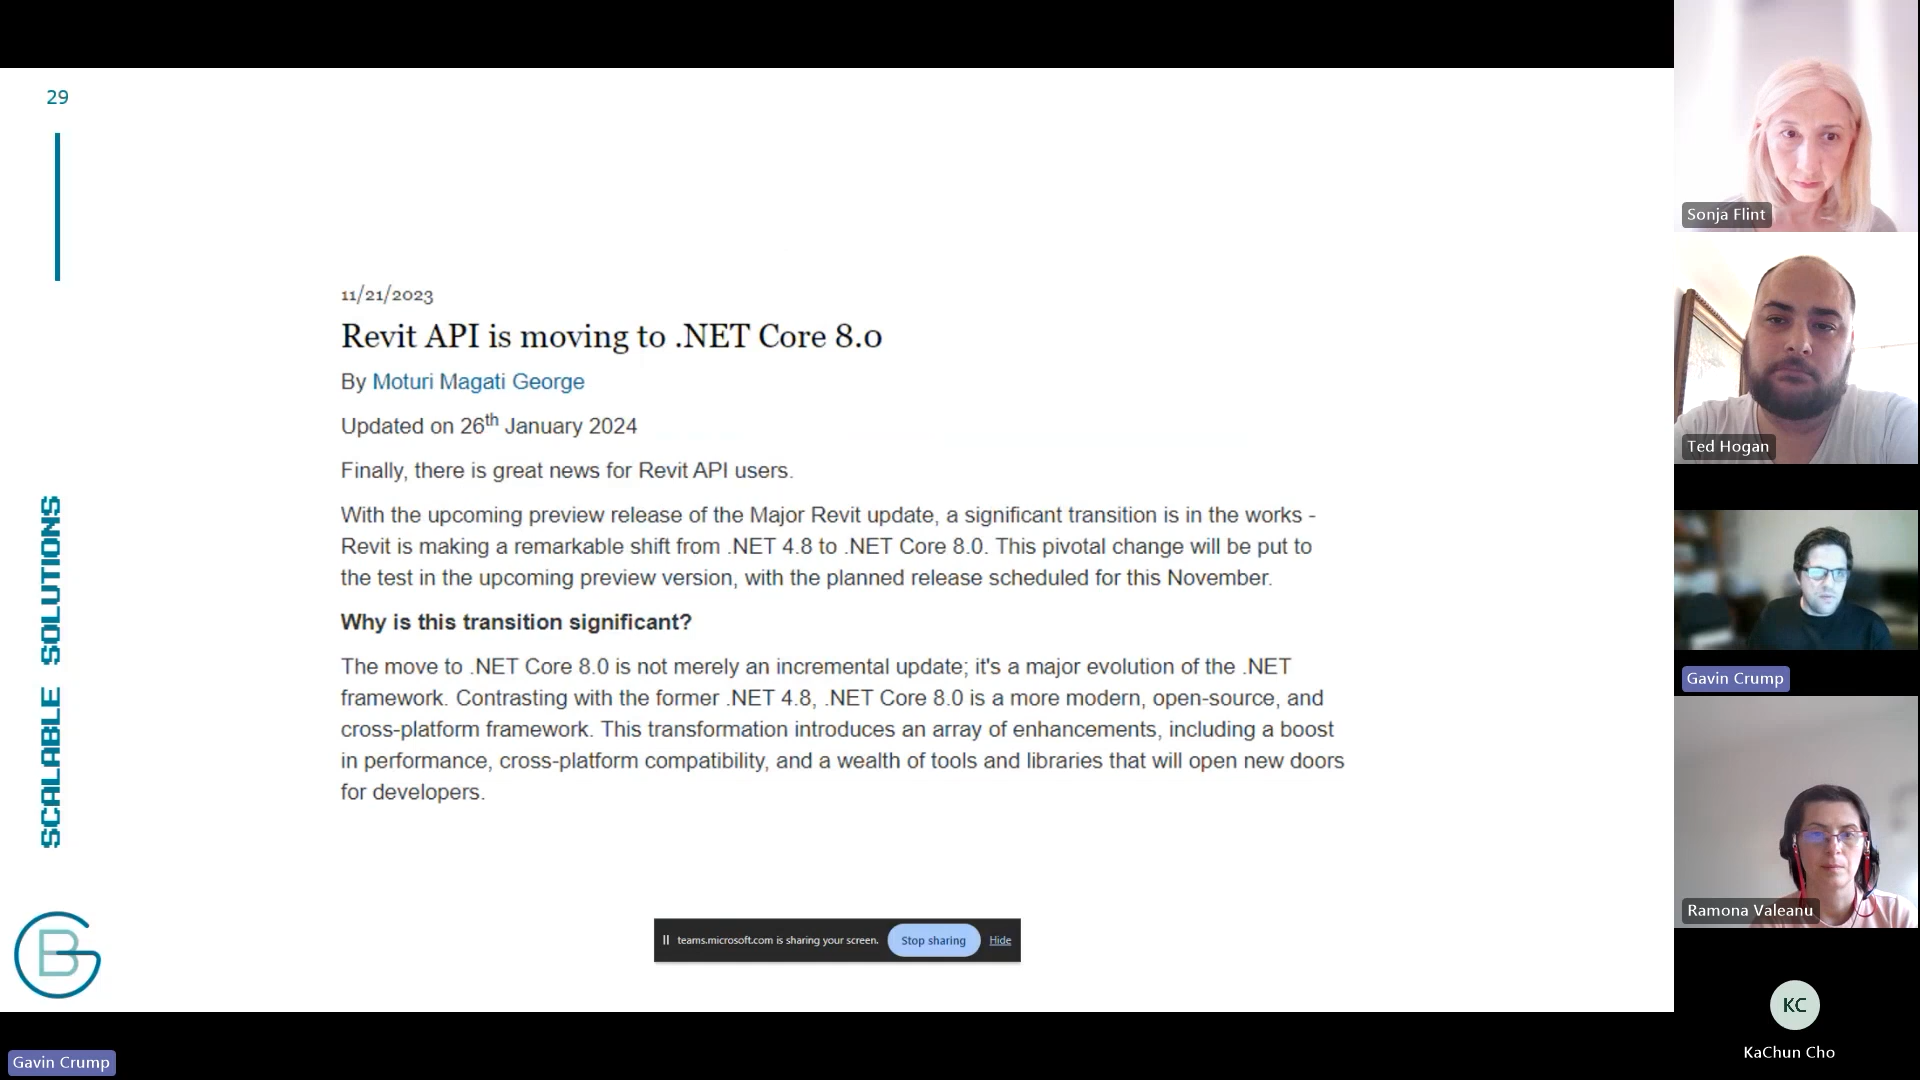 29
11/21/2023
Revit API is moving to .NET Core 8.0
By Moturi Magati George
Updated on 26th January 2024
Finally, there is great news for Revit API users.
With the upcoming preview release of the Major Revit update, a significant transition is in the works -
Revit is making a remarkable shift from .NET 4.8 to .NET Core 8.0. This pivotal change will be put to
the test in the upcoming preview version, with the planned release scheduled for this November.
Why is this transition significant?
The move to .NET Core 8.0 is not merely an incremental update; it's a major evolution of the .NET
framework. Contrasting with the former .NET 4.8, .NET Core 8.0 is a more modern, open-source, and
cross-platform framework. This transformation introduces an array of enhancements, including a boost
in performance, cross-platform compatibility, and a wealth of tools and libraries that will open new doors
for developers.
SCALABLE SOLUTIONS
BG
teams.microsoft.com is sharing your screen. Stop sharing Hide
Gavin Crump
Sonja Flint
Ted Hogan
Gavin Crump
Ramona Valeanu
KC
KaChun Cho